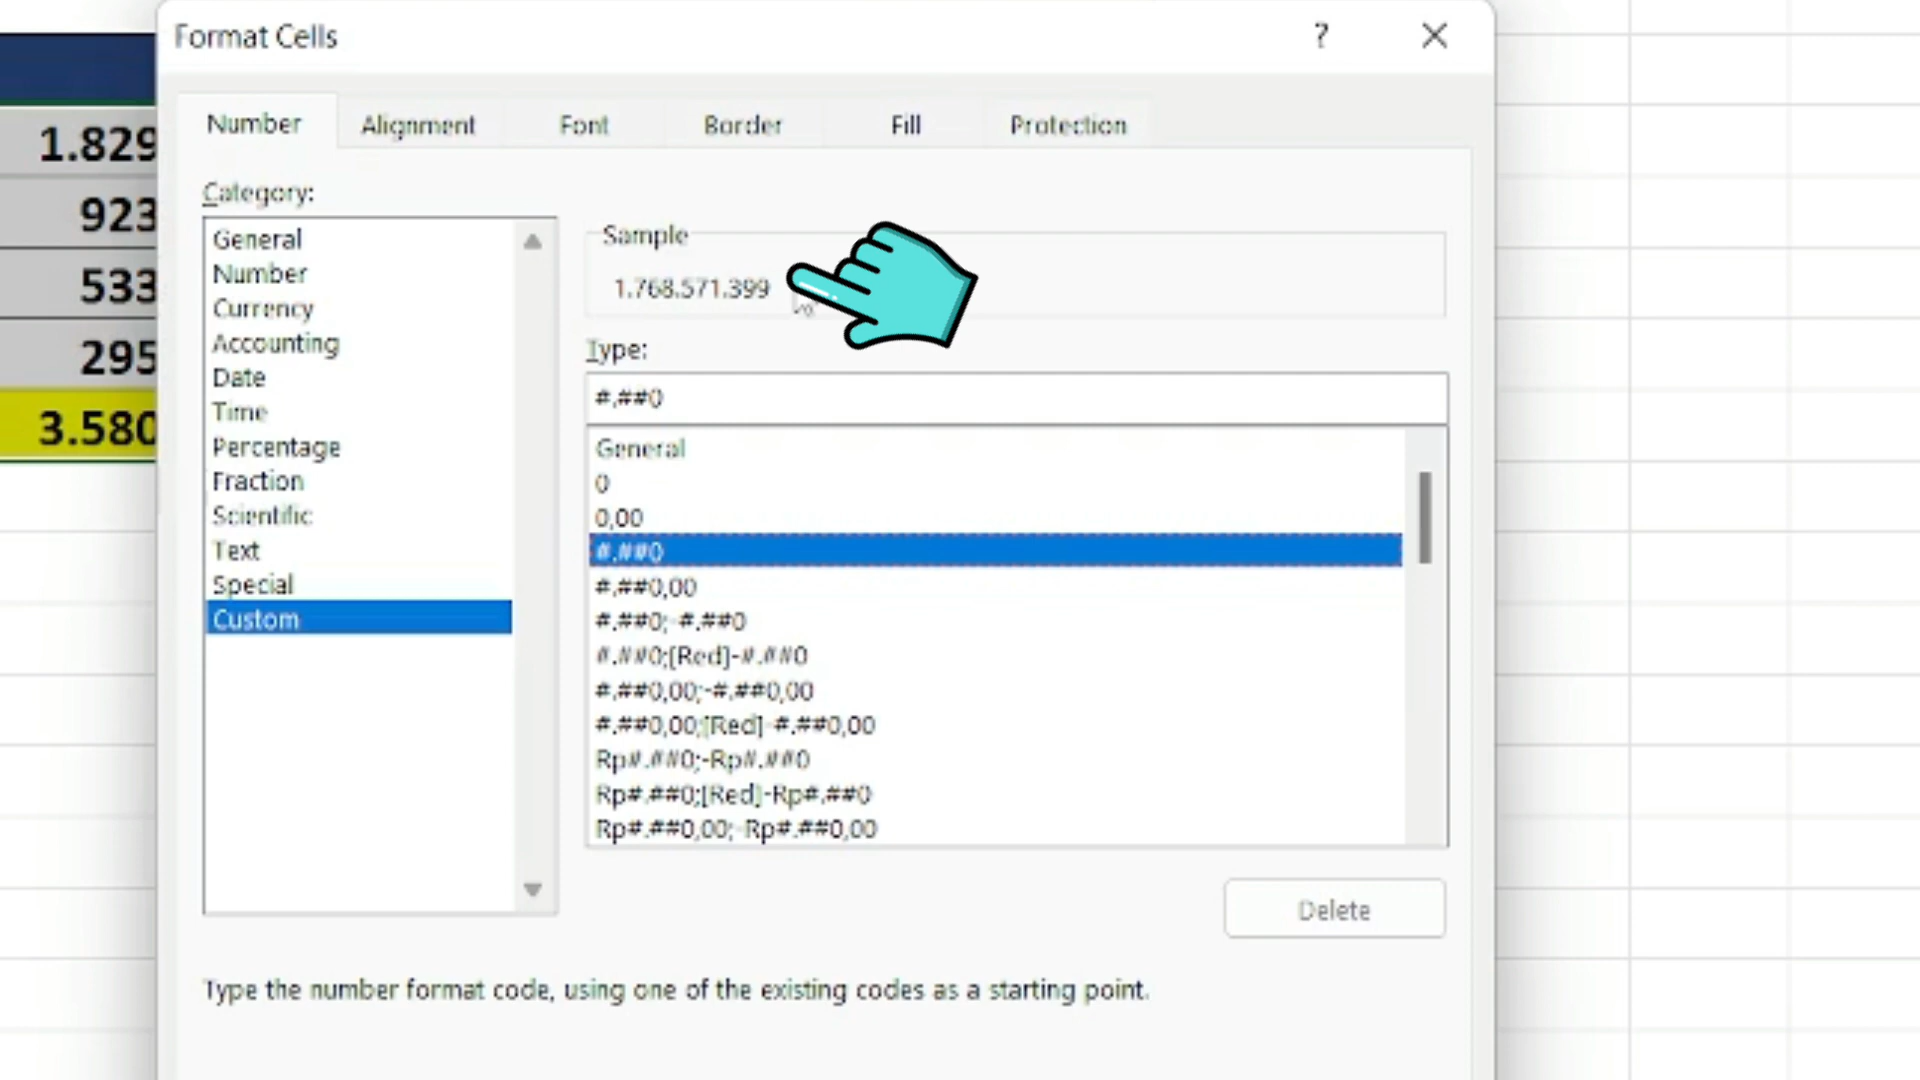 Format Cells
?
Number Alignment Font Border Fill Protection
1.829
923
533
295
3.580
Category:
General
Number
Currency
Accounting
Date
Time
Percentage
Fraction
Scientific
Text
Special
Custom
Sample
1.768.571.399
Type:
#.##0
General
0
0,00
#.##0
#.##0,00
#.##0;-#.##0
#.##0;[Red]-#.##0
#.##0,00;-#.##0,00
#.##0,00;[Red]-#.##0,00
Rp#.##0;-Rp#.##0
Rp#.##0;[Red]-Rp#.##0
Rp#.##0,00;-Rp#.##0,00
Delete
Type the number format code, using one of the existing codes as a starting point.